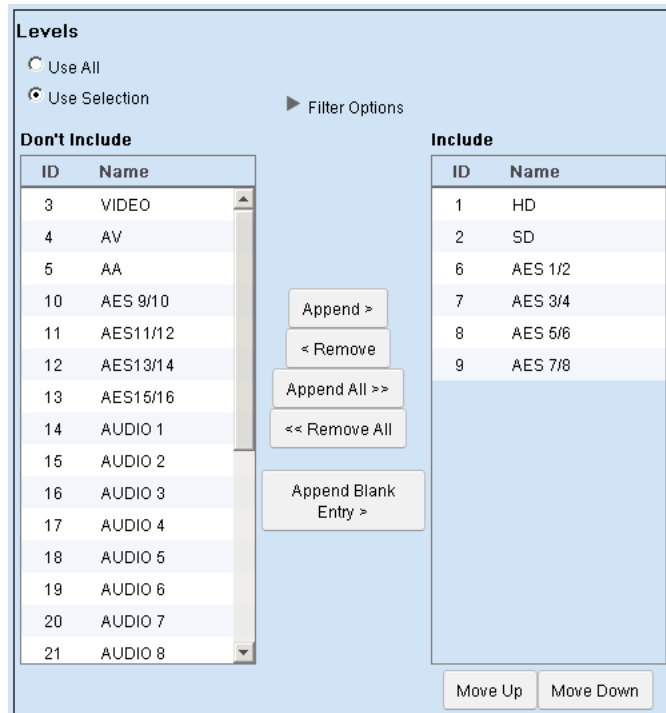 Levels
Use All
Use Selection
Filter Options
Don't Include
ID Name
3 VIDEO
4 AV
5 AA
10 AES 9/10
11 AES11/12
12 AES13/14
13 AES15/16
14 AUDIO 1
15 AUDIO 2
16 AUDIO 3
17 AUDIO 4
18 AUDIO 5
19 AUDIO 6
20 AUDIO 7
21 AUDIO 8
Append >
< Remove
Append All >>
<< Remove All
Append Blank
Entry >
Include
ID Name
1 HD
2 SD
6 AES 1/2
7 AES 3/4
8 AES 5/6
9 AES 7/8
Move Up Move Down